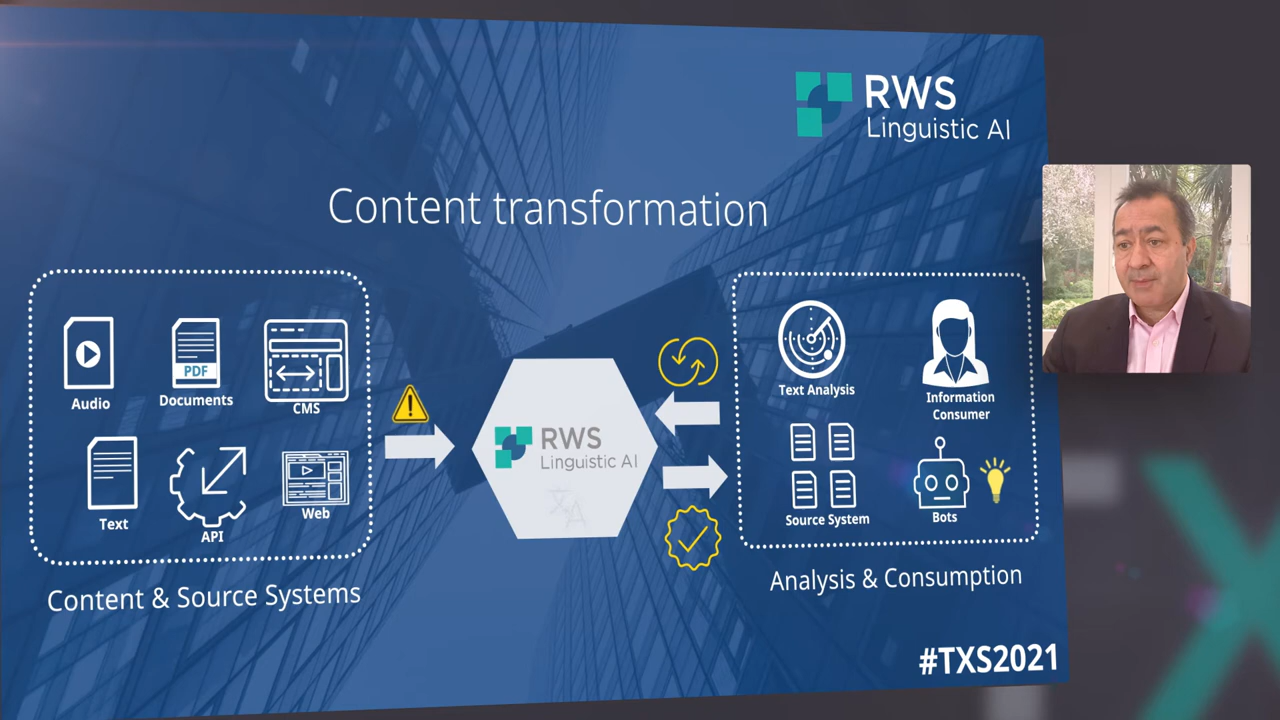 RWS
Linguistic AI
Content transformation
Audio
PDF
Documents
CMS
Text
API
Web
Content & Source Systems
RWS
Linguistic AI
Text Analysis
Information
Consumer
Source System
Bots
Analysis & Consumption
#TXS2021